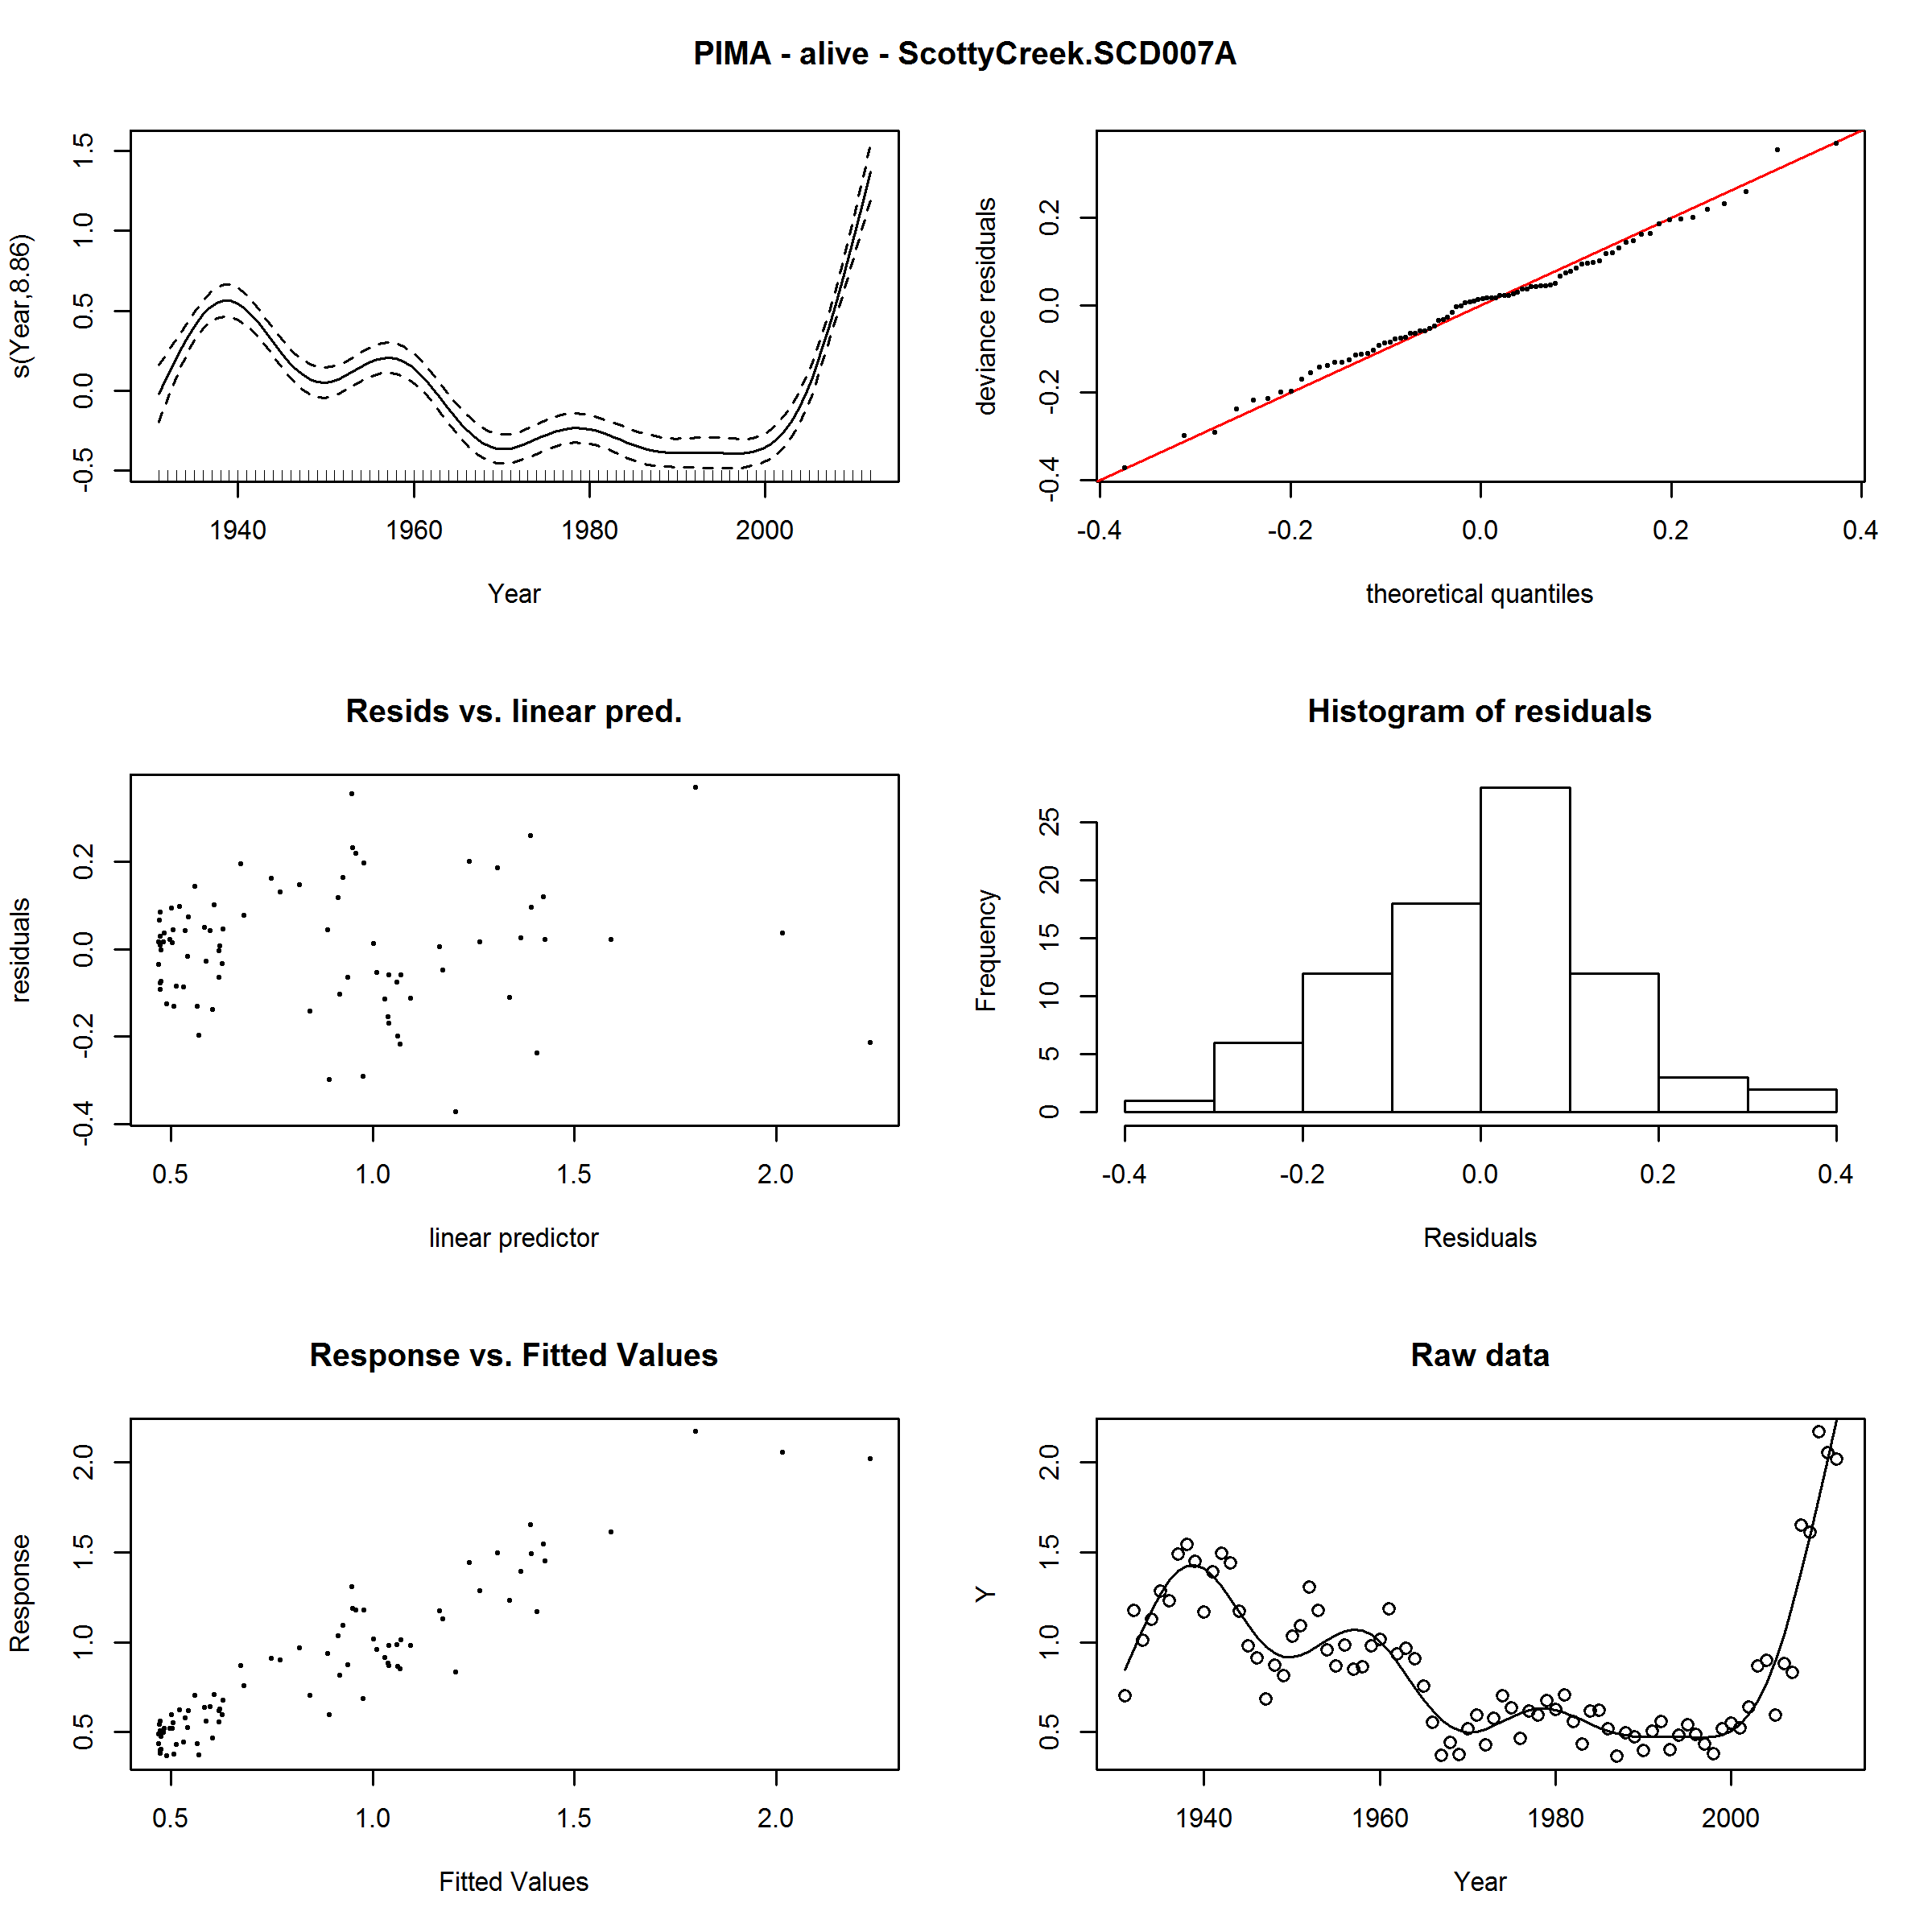 PIMA - alive - ScottyCreek.SCD007A
s(Year,8.86)
-0.5 0.0 0.5 1.0 1.5
1940 1960 1980 2000
Year
deviance residuals
-0.4 -0.2 0.0 0.2
-0.4 -0.2 0.0 0.2 0.4
theoretical quantiles
Resids vs. linear pred.
residuals
-0.4 -0.2 0.0 0.2
0.5 1.0 1.5 2.0
linear predictor
Histogram of residuals
Frequency
0 5 10 15 20 25
-0.4 -0.2 0.0 0.2 0.4
Residuals
Response vs. Fitted Values
Response
0.5 1.0 1.5 2.0
0.5 1.0 1.5 2.0
Fitted Values
Raw data
Y
0.5 1.0 1.5 2.0
1940 1960 1980 2000
Year